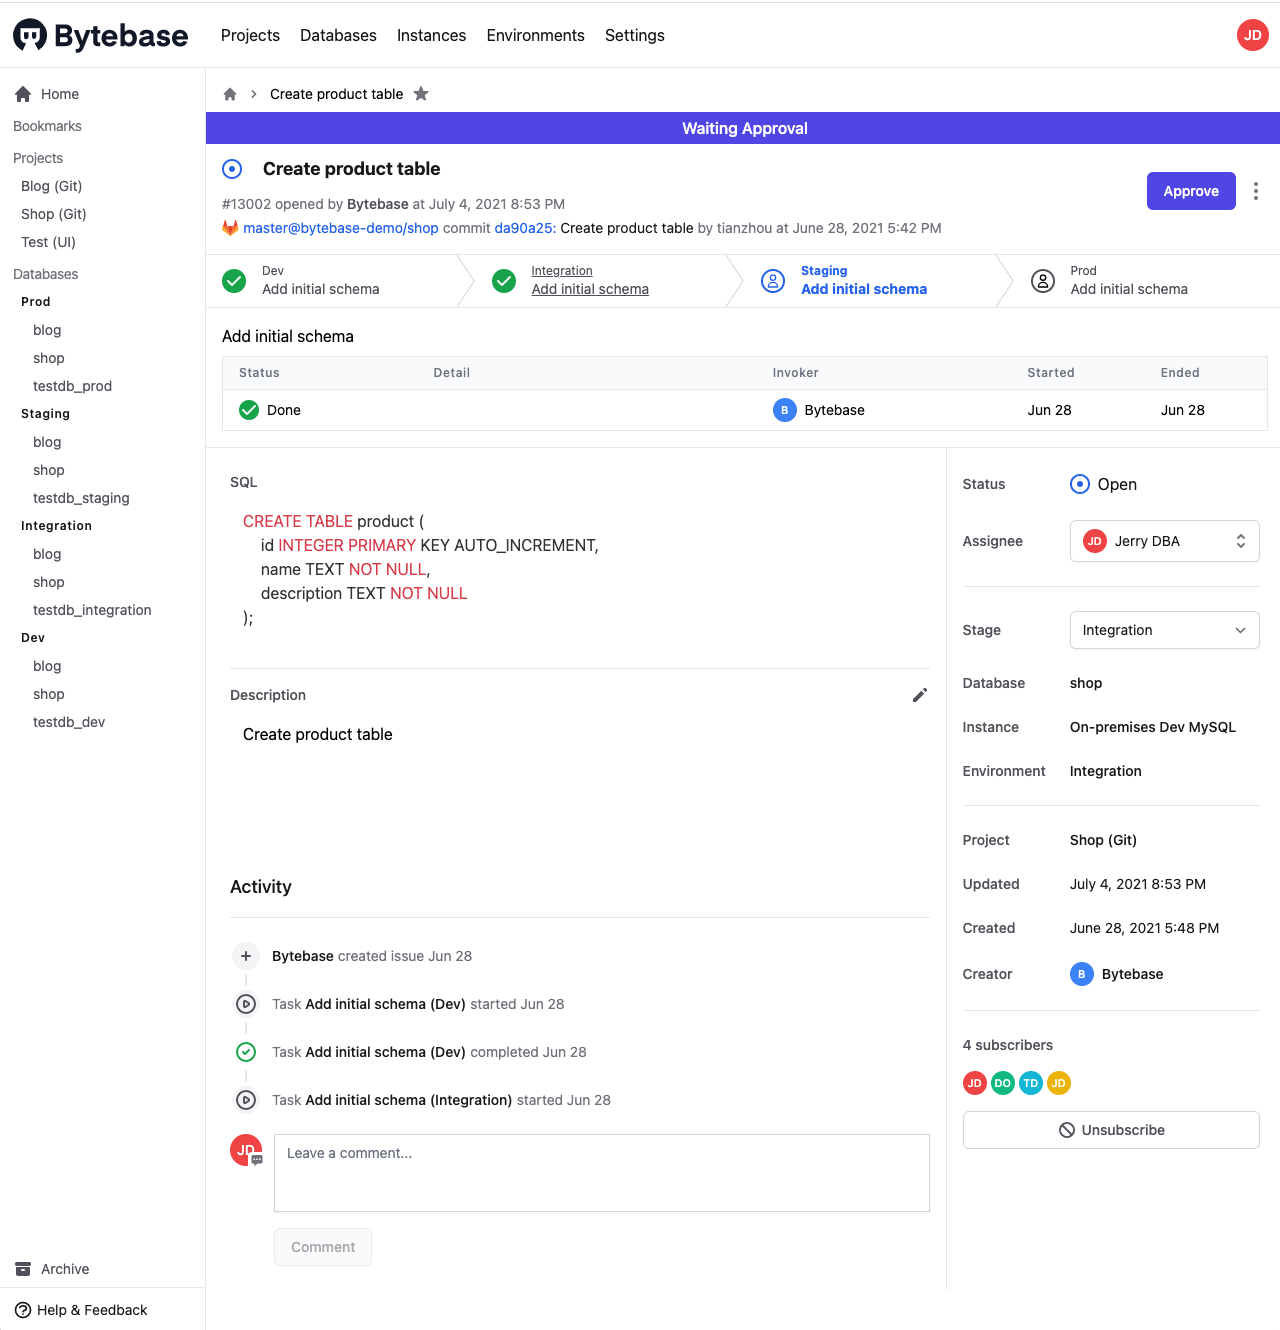 Bytebase
Projects Databases Instances Environments Settings
JD
Home
Bookmarks
Projects
Blog (Git)
Shop (Git)
Test (UI)
Databases
Prod
blog
shop
testdb_prod
Staging
blog
shop
testdb_staging
Integration
blog
shop
testdb_integration
Dev
blog
shop
testdb_dev
Archive
Help & Feedback
Create product table
Waiting Approval
Create product table
Approve
#13002 opened by Bytebase at July 4, 2021 8:53 PM
master@bytebase-demo/shop commit da90a25: Create product table by tianzhou at June 28, 2021 5:42 PM
Dev
Add initial schema
Integration
Add initial schema
Staging
Add initial schema
Prod
Add initial schema
Add initial schema
Status Detail Invoker Started Ended
Done B Bytebase Jun 28 Jun 28
SQL
CREATE TABLE product (
id INTEGER PRIMARY KEY AUTO_INCREMENT,
name TEXT NOT NULL,
description TEXT NOT NULL
);
Description
Create product table
Activity
Bytebase created issue Jun 28
Task Add initial schema (Dev) started Jun 28
Task Add initial schema (Dev) completed Jun 28
Task Add initial schema (Integration) started Jun 28
JD
Leave a comment...
Comment
Status Open
Assignee JD Jerry DBA
Stage Integration
Database shop
Instance On-premises Dev MySQL
Environment Integration
Project Shop (Git)
Updated July 4, 2021 8:53 PM
Created June 28, 2021 5:48 PM
Creator B Bytebase
4 subscribers
JD DO TD JD
Unsubscribe